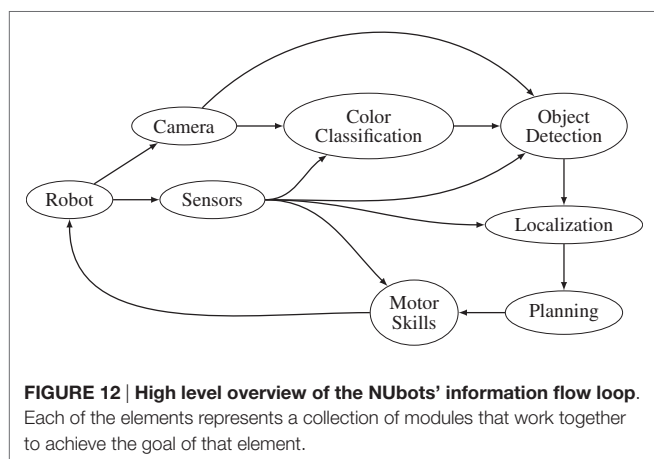 Camera
Color
Classification
Object
Detection
Robot
Sensors
Localization
Motor
Skills
Planning
FIGURE 12 | High level overview of the NUbots' information flow loop.
Each of the elements represents a collection of modules that work together
to achieve the goal of that element.